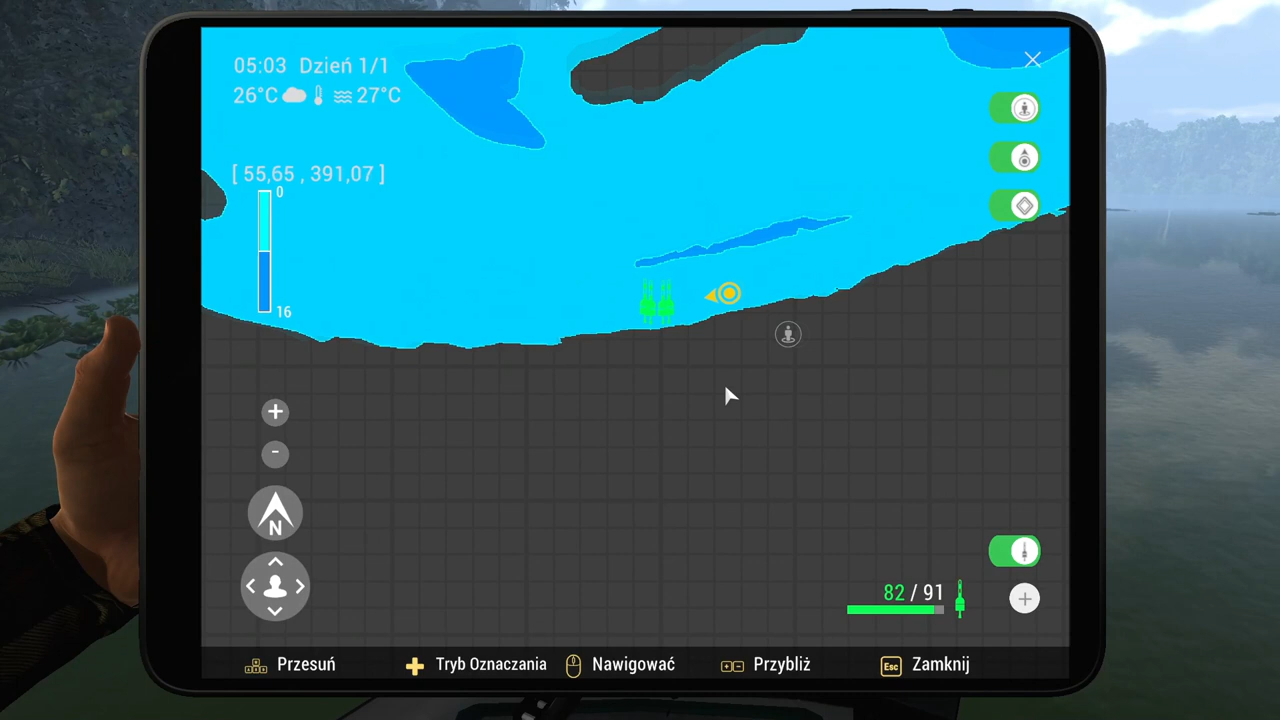 05:03 Dzień 1/1
26°C 27°C
[ 55,65 , 391,07 ]
0
16
+
-
N
82 / 91
+
Przesuń Tryb Oznaczania Nawigować Przybliż Esc Zamknij